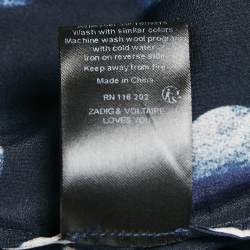 Wash with similar colors
Machine wash wool program
with cold water
Iron on reverse side
Keep away from fire
Made in China
RN 116 202
ZADIG & VOLTAIRE
LOVES YOU